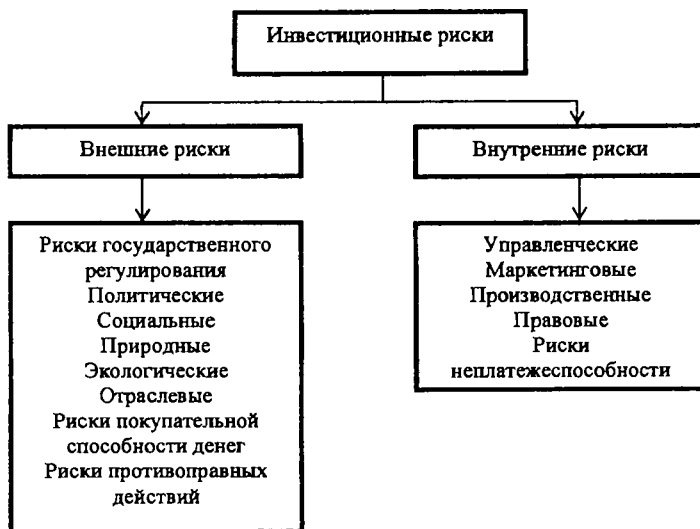 Инвестиционные риски
Внешние риски
Внутренние риски
Риски государственного
регулирования
Политические
Социальные
Природные
Экологические
Отраслевые
Риски покупательной
способности денег
Риски противоправных
действий
Управленческие
Маркетинговые
Производственные
Правовые
Риски
неплатежеспособности